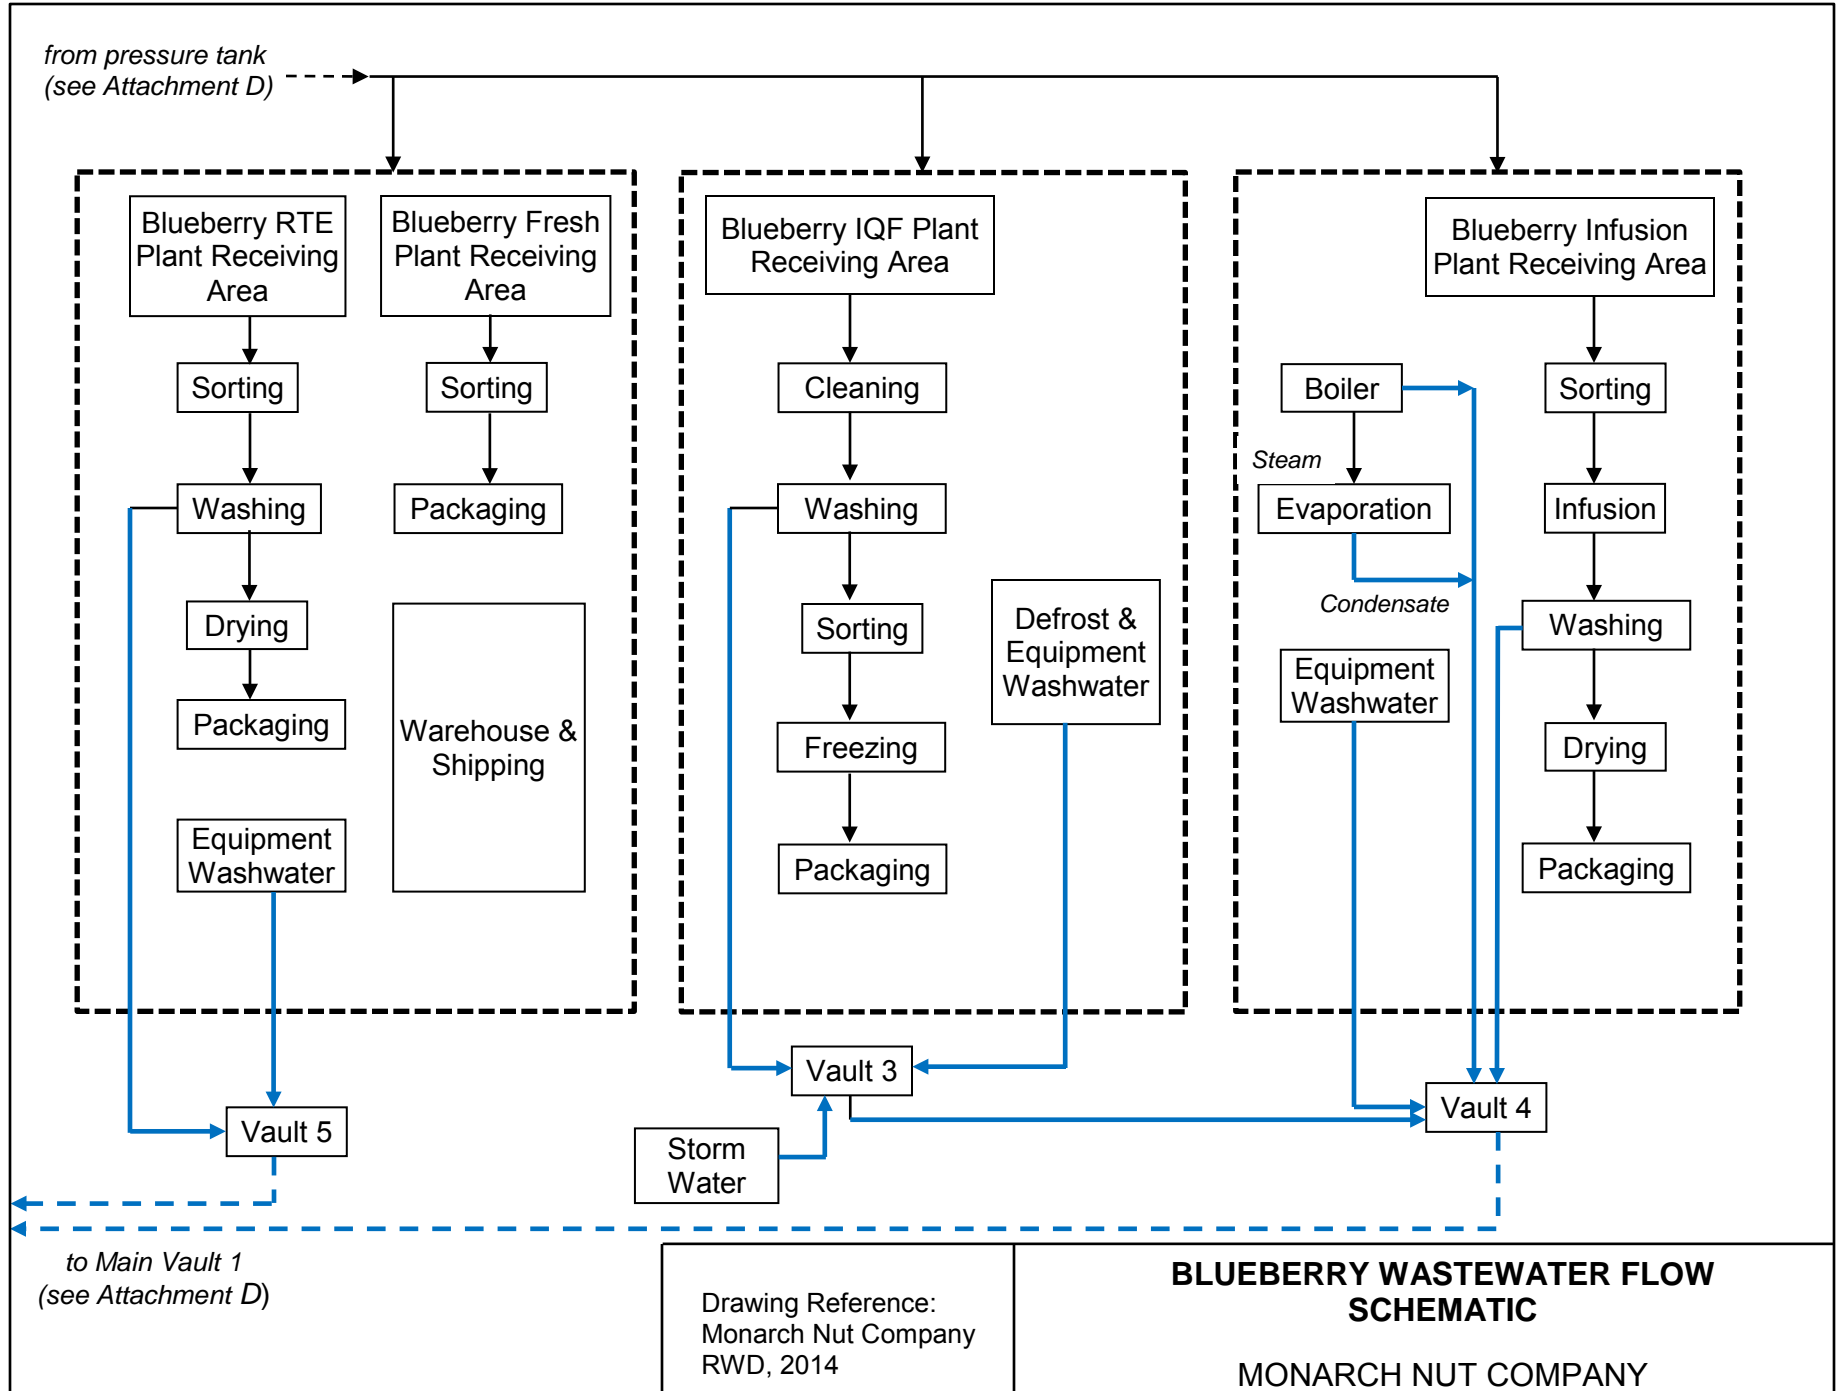 from pressure tank
(see Attachment D)
Blueberry RTE
Plant Receiving
Area
Sorting
Washing
Drying
Packaging
Equipment
Washwater
Blueberry Fresh
Plant Receiving
Area
Sorting
Packaging
Warehouse &
Shipping
Blueberry IQF Plant
Receiving Area
Cleaning
Washing
Sorting
Freezing
Packaging
Defrost &
Equipment
Washwater
Boiler
Steam
Evaporation
Condensate
Equipment
Washwater
Blueberry Infusion
Plant Receiving Area
Sorting
Infusion
Washing
Drying
Packaging
Vault 5
Vault 3
Storm
Water
Vault 4
to Main Vault 1
(see Attachment D)
Drawing Reference:
Monarch Nut Company
RWD, 2014
BLUEBERRY WASTEWATER FLOW
SCHEMATIC
MONARCH NUT COMPANY